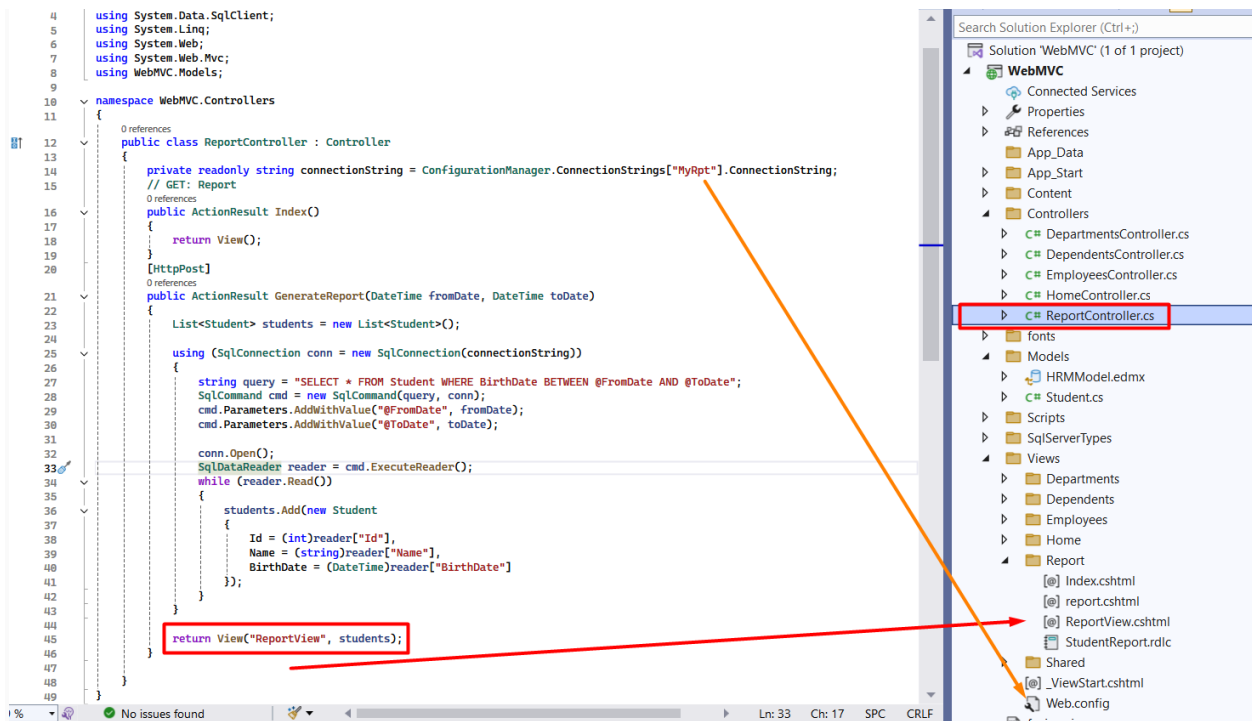 4 using System.Data.SqlClient;
5 using System.Linq;
6 using System.Web;
7 using System.Web.Mvc;
8 using WebMVC.Models;
9
10 namespace WebMVC.Controllers
11 {
0 references
12 public class ReportController : Controller
13 {
14 private readonly string connectionString = ConfigurationManager.ConnectionStrings["MyRpt"].ConnectionString;
15 // GET: Report
0 references
16 public ActionResult Index()
17 {
18 return View();
19 }
20 [HttpPost]
0 references
21 public ActionResult GenerateReport(DateTime fromDate, DateTime toDate)
22 {
23 List<Student> students = new List<Student>();
24
25 using (SqlConnection conn = new SqlConnection(connectionString))
26 {
27 string query = "SELECT * FROM Student WHERE BirthDate BETWEEN @FromDate AND @ToDate";
28 SqlCommand cmd = new SqlCommand(query, conn);
29 cmd.Parameters.AddWithValue("@FromDate", fromDate);
30 cmd.Parameters.AddWithValue("@ToDate", toDate);
31
32 conn.Open();
33 SqlDataReader reader = cmd.ExecuteReader();
34 while (reader.Read())
35 {
36 students.Add(new Student
37 {
38 Id = (int)reader["Id"],
39 Name = (string)reader["Name"],
40 BirthDate = (DateTime)reader["BirthDate"]
41 });
42 }
43 }
44
45 return View("ReportView", students);
46 }
47
48 }
49 }
% No issues found Ln: 33 Ch: 17 SPC CRLF
Search Solution Explorer (Ctrl+;)
Solution 'WebMVC' (1 of 1 project)
WebMVC
Connected Services
Properties
References
App_Data
App_Start
Content
Controllers
C# DepartmentsController.cs
C# DependentsController.cs
C# EmployeesController.cs
C# HomeController.cs
C# ReportController.cs
fonts
Models
HRMModel.edmx
C# Student.cs
Scripts
SqlServerTypes
Views
Departments
Dependents
Employees
Home
Report
[@] Index.cshtml
[@] report.cshtml
[@] ReportView.cshtml
StudentReport.rdlc
Shared
[@] _ViewStart.cshtml
Web.config